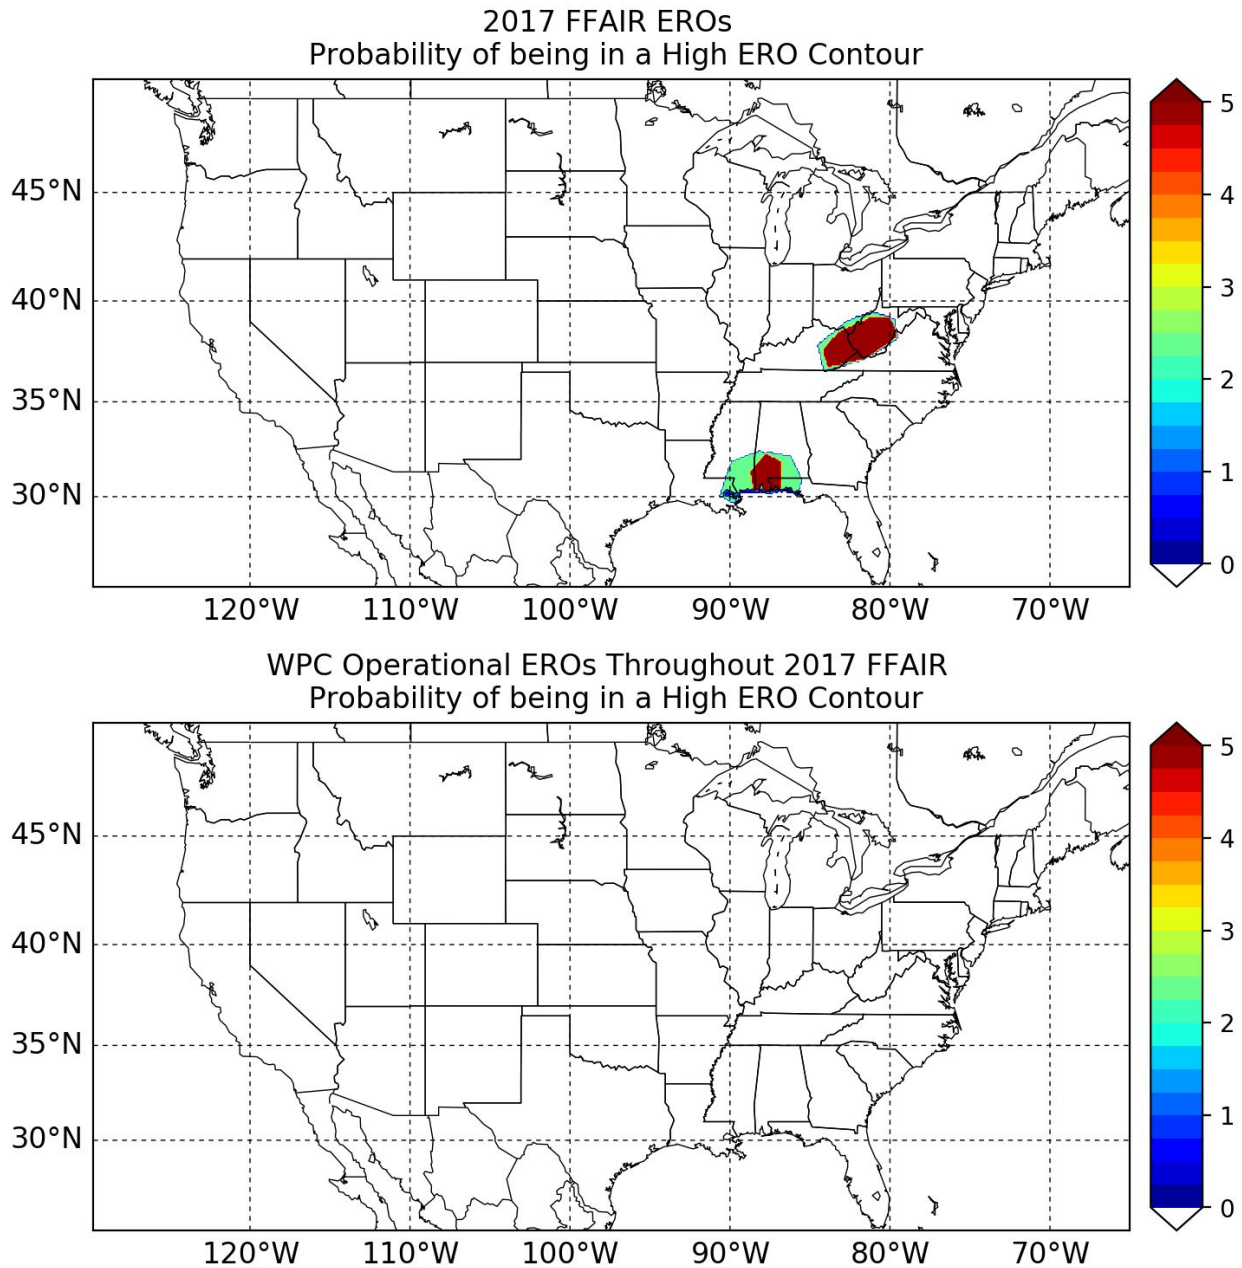 2017 FFAIR EROs
Probability of being in a High ERO Contour
5
45°N
4
40°N
3
35°N
2
1
30°N
0
120°W 110°W 100°W 90°W 80°W 70°W
WPC Operational EROs Throughout 2017 FFAIR
Probability of being in a High ERO Contour
5
45°N
4
40°N
3
35°N
2
1
30°N
0
120°W 110°W 100°W 90°W 80°W 70°W